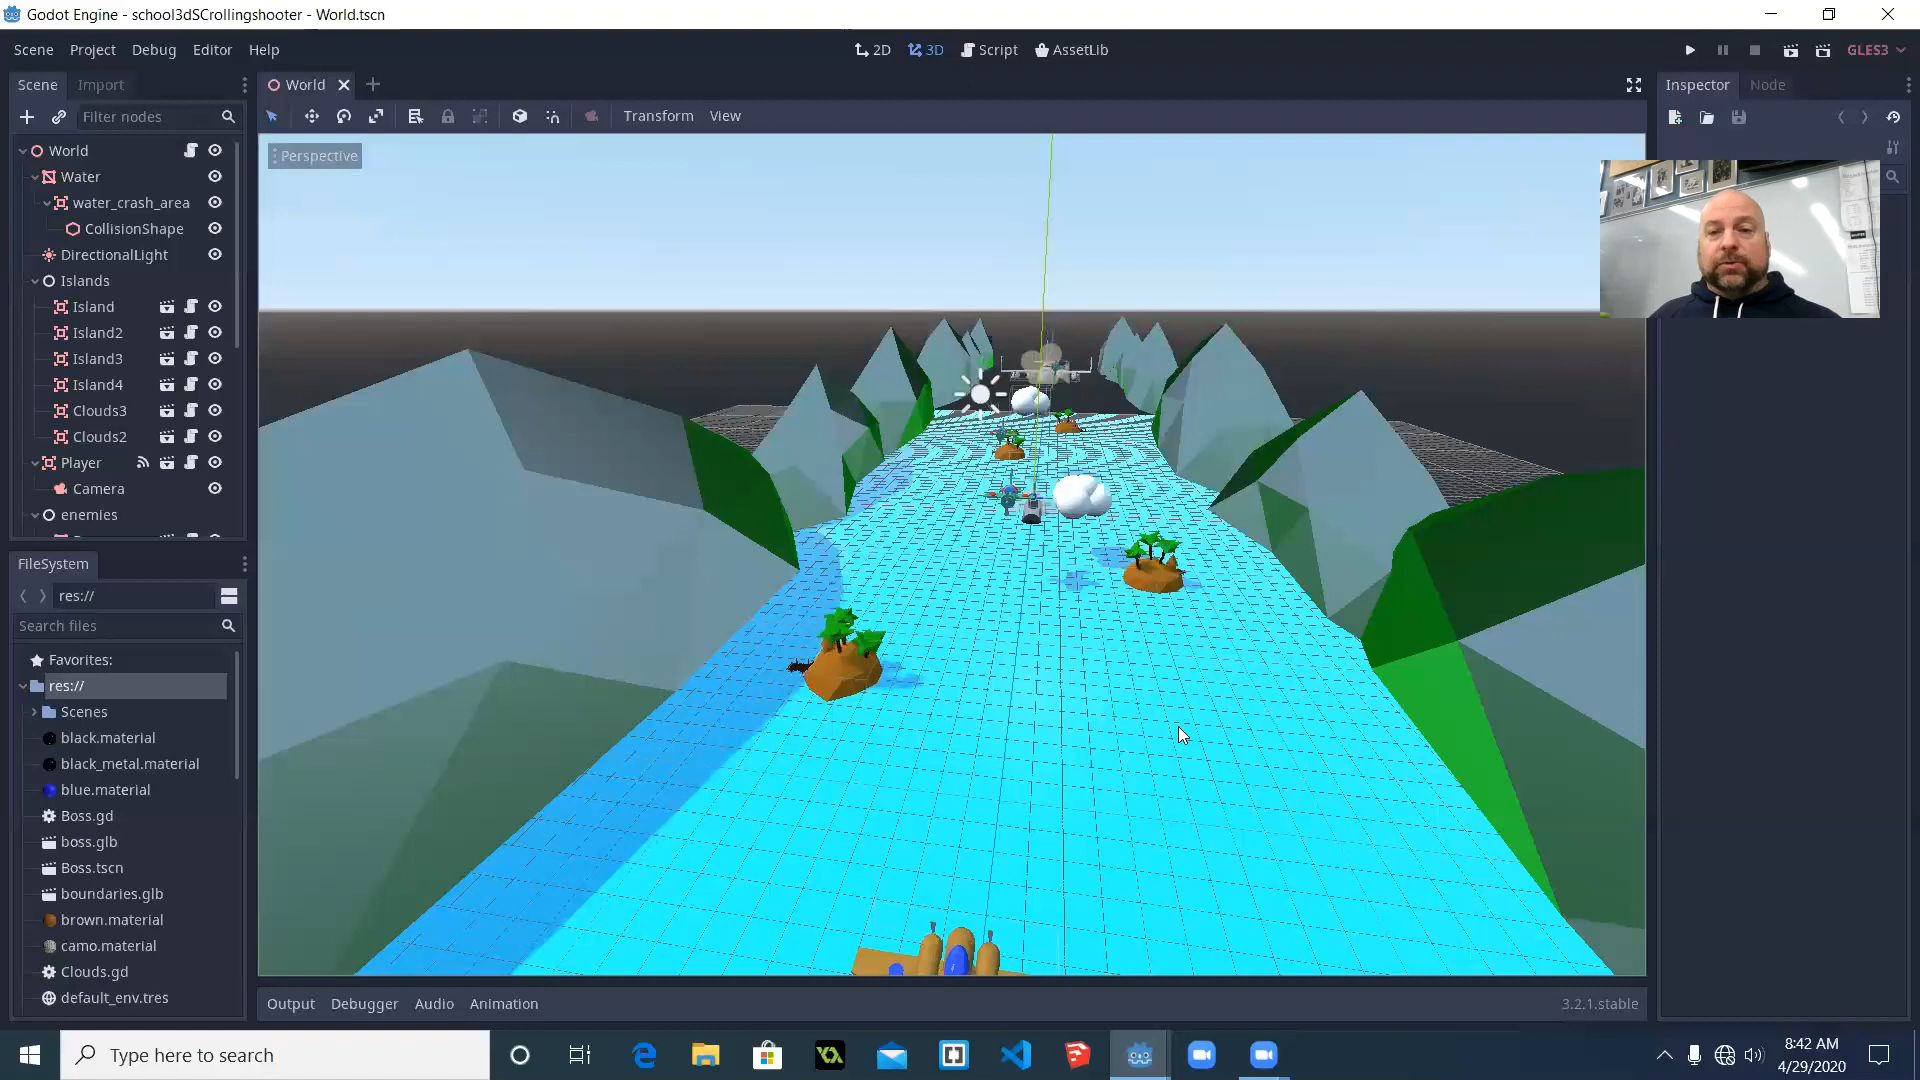 Godot Engine - school3dSCrollingshooter - World.tscn
Scene Project Debug Editor Help
2D 3D Script AssetLib
GLES3
Scene Import
World
Inspector Node
Filter nodes
Transform View
Perspective
World
Water
water_crash_area
CollisionShape
DirectionalLight
Islands
Island
Island2
Island3
Island4
Clouds3
Clouds2
Player
Camera
enemies
FileSystem
res://
Search files
Favorites:
res://
Scenes
black.material
black_metal.material
blue.material
Boss.gd
boss.glb
Boss.tscn
boundaries.glb
brown.material
camo.material
Clouds.gd
default_env.tres
Output Debugger Audio Animation
3.2.1.stable
Type here to search
8:42 AM
4/29/2020